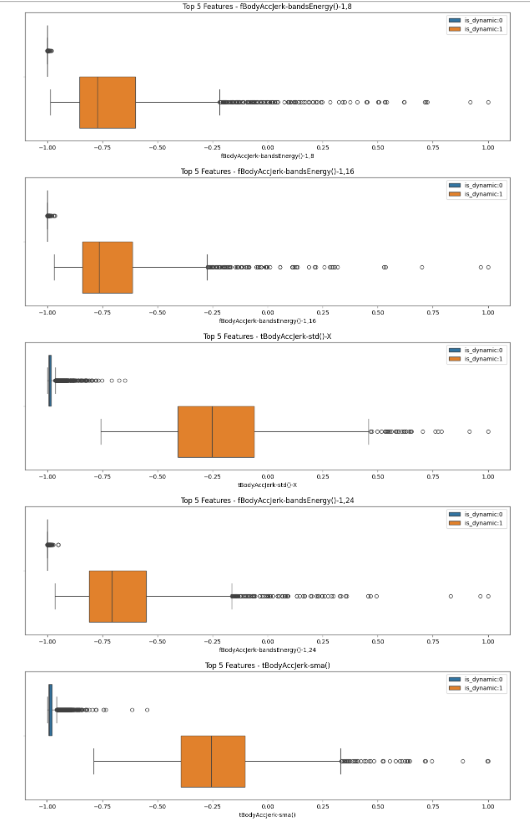 Top 5 Features - fBodyAccJerk-bandsEnergy()-1,8
is_dynamic:0
is_dynamic:1
−1.00 −0.75 −0.50 −0.25 0.00 0.25 0.50 0.75 1.00
fBodyAccJerk-bandsEnergy()-1,8
Top 5 Features - fBodyAccJerk-bandsEnergy()-1,16
is_dynamic:0
is_dynamic:1
−1.00 −0.75 −0.50 −0.25 0.00 0.25 0.50 0.75 1.00
fBodyAccJerk-bandsEnergy()-1,16
Top 5 Features - tBodyAccJerk-std()-X
is_dynamic:0
is_dynamic:1
−1.00 −0.75 −0.50 −0.25 0.00 0.25 0.50 0.75 1.00
tBodyAccJerk-std()-X
Top 5 Features - fBodyAccJerk-bandsEnergy()-1,24
is_dynamic:0
is_dynamic:1
−1.00 −0.75 −0.50 −0.25 0.00 0.25 0.50 0.75 1.00
fBodyAccJerk-bandsEnergy()-1,24
Top 5 Features - tBodyAccJerk-sma()
is_dynamic:0
is_dynamic:1
−1.00 −0.75 −0.50 −0.25 0.00 0.25 0.50 0.75 1.00
tBodyAccJerk-sma()